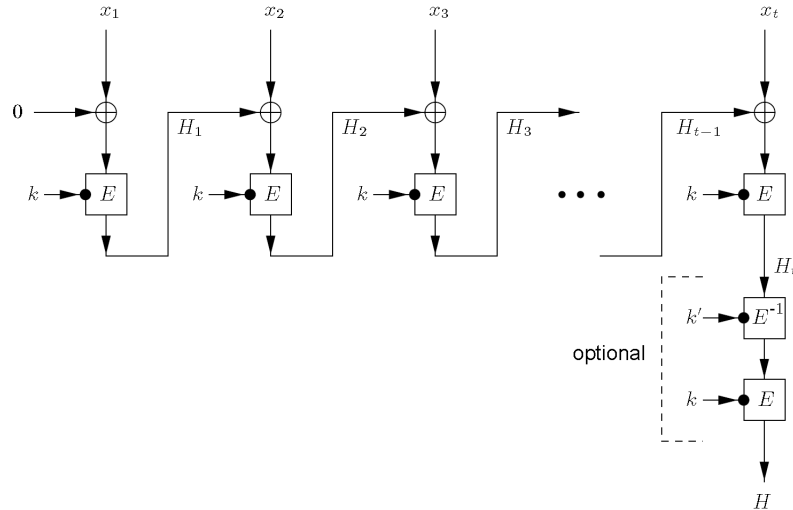 x₁ x₂ x₃ xₜ
0 H₁ H₂ H₃ Hₜ₋₁
k E k E k E k E
Hₜ
k′ E⁻¹
optional
k E
H